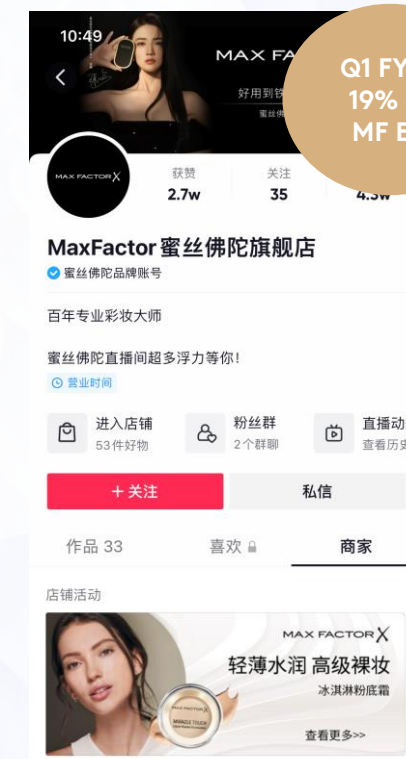 10:49
MAX FA
好用到铁
Q1 FY
19%
MF E
MAX FACTOR X
获赞
关注
2.7w
35
4.3w
MaxFactor蜜丝佛陀旗舰店
蜜丝佛陀品牌账号
百年专业彩妆大师
蜜丝佛陀直播间超多浮力等你！
营业时间
进入店铺
53件好物
粉丝群
2个群聊
直播动
查看历史
＋关注
私信
作品 33
喜欢
商家
店铺活动
MAX FACTOR X
轻薄水润 高级裸妆
冰淇淋粉底霜
MAX FACTOR X
MIRACLE TOUCH
查看更多>>